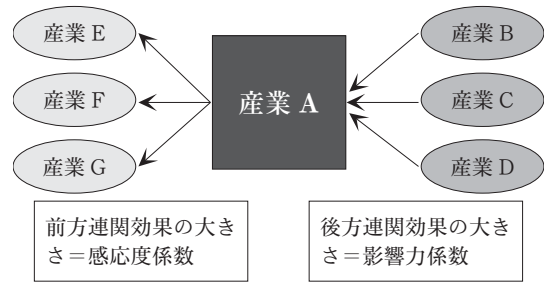 産業 E
産業 F
産業 G
産業 A
産業 B
産業 C
産業 D
前方連関効果の大き
さ＝感応度係数
後方連関効果の大き
さ＝影響力係数